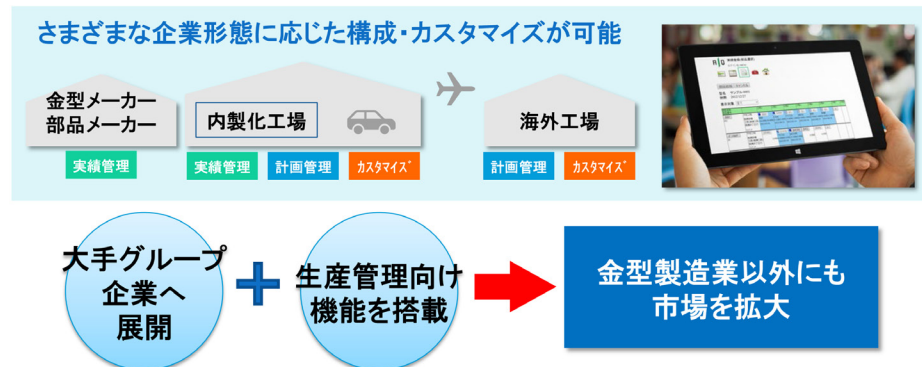 さまざまな企業形態に応じた構成・カスタマイズが可能
金型メーカー
部品メーカー
実績管理
内製化工場
実績管理
計画管理
カスタマイズ
海外工場
計画管理
カスタマイズ
大手グループ
企業へ
展開
+
生産管理向け
機能を搭載
金型製造業以外にも
市場を拡大